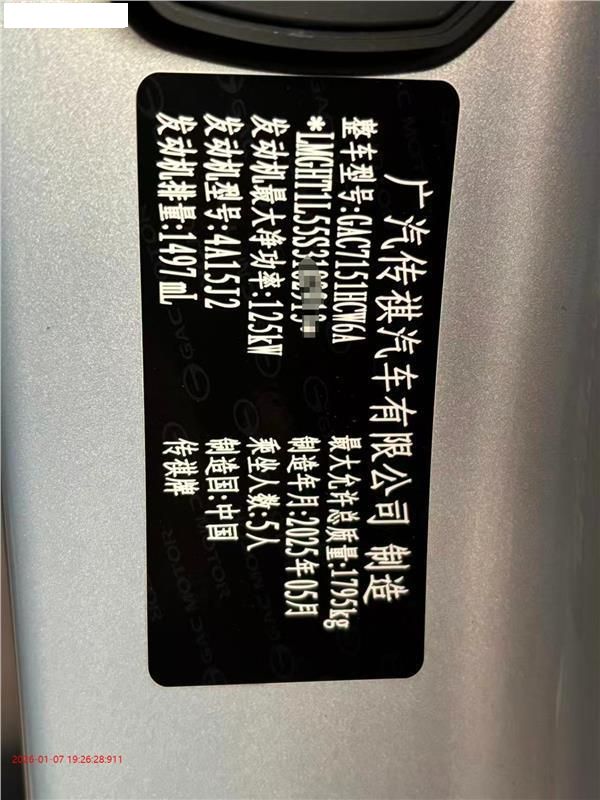 广汽传祺汽车有限公司 制造
整车型号:GAC7151HCW6A
最大允许总质量:1795kg
*LMGHT1L55S3
制造年月:2025年05月
发动机最大净功率:125kW
乘坐人数:5人
发动机型号:4A15J2
制造国:中国
发动机排量:1497mL
传祺牌
GAC MOTOR
2026-01-07 19:26:28:911